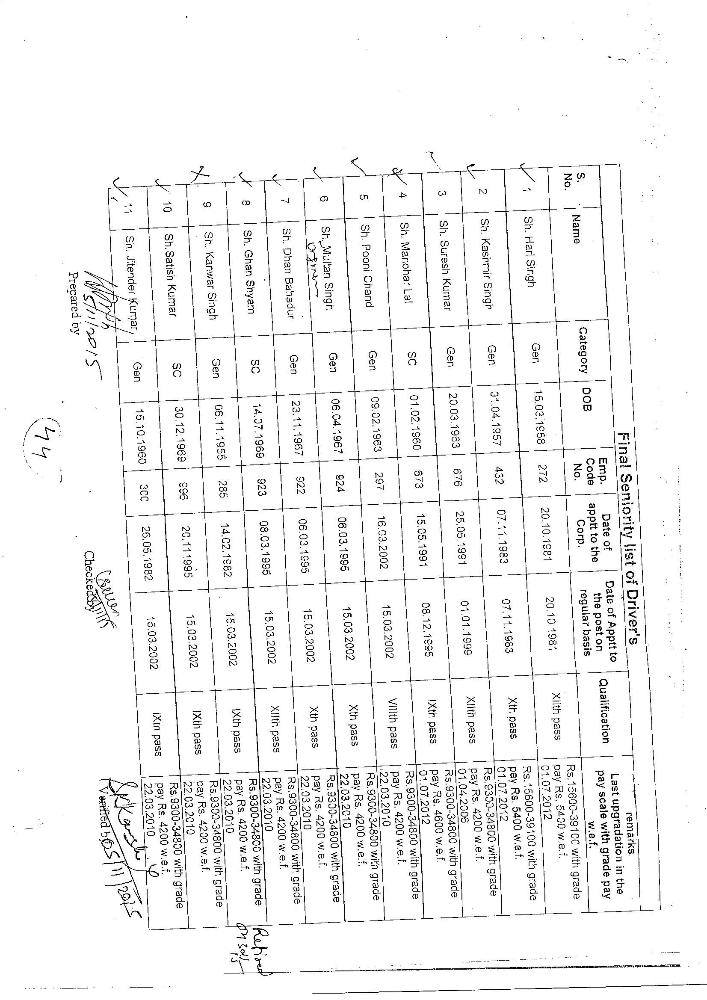 Final Seniority list of Driver's
S. No. Name Category DOB Emp. Code No. Date of apptt to the Corp. Date of Apptt to the post on regular basis Qualification remarks Last upgradation in the pay scale with grade pay w.e.f.
1 Sh. Hari Singh Gen 15.03.1958 272 20.10.1981 20.10.1981 XIIth pass Rs.15600-39100 with grade pay Rs. 5400 w.e.f. 01.07.2012
2 Sh. Kashmir Singh Gen 01.04.1957 432 07.11.1983 07.11.1983 Xth pass Rs.15600-39100 with grade pay Rs. 5400 w.e.f. 01.07.2012
3 Sh. Suresh Kumar Gen 20.03.1963 676 25.05.1991 01.01.1999 XIIth pass Rs.9300-34800 with grade pay Rs. 4200 w.e.f. 01.04.2006
4 Sh. Manohar Lal SC 01.02.1960 673 15.05.1991 08.12.1995 IXth pass Rs.9300-34800 with grade pay Rs. 4600 w.e.f. 01.07.2012
5 Sh. Pooni Chand Gen 09.02.1963 297 16.03.2002 15.03.2002 VIIIth pass Rs.9300-34800 with grade pay Rs. 4200 w.e.f. 22.03.2010
6 Sh. Multan Singh Gen 06.04.1967 924 06.03.1995 15.03.2002 Xth pass Rs.9300-34800 with grade pay Rs. 4200 w.e.f. 22.03.2010
7 Sh. Dhan Bahadur Gen 23.11.1967 922 06.03.1995 15.03.2002 Xth pass Rs.9300-34800 with grade pay Rs. 4200 w.e.f. 22.03.2010
8 Sh. Ghan Shyam SC 14.07.1969 923 08.03.1995 15.03.2002 XIIth pass Rs.9300-34800 with grade pay Rs. 4200 w.e.f. 22.03.2010
9 Sh. Kanwar Singh Gen 06.11.1955 285 14.02.1982 15.03.2002 IXth pass Rs.9300-34800 with grade pay Rs. 4200 w.e.f. 22.03.2010 Retired on 30/11/15
10 Sh.Satish Kumar SC 30.12.1969 996 20.111995 15.03.2002 IXth pass Rs.9300-34800 with grade pay Rs. 4200 w.e.f. 22.03.2010
11 Sh. Jitender Kumar, Gen 15.10.1960 300 26.05.1982 15.03.2002 IXth pass Rs.9300-34800 with grade pay Rs. 4200 w.e.f. 22.03.2010
5/11/2015
Prepared by
Checked by
Verified by 05/11/2015
44